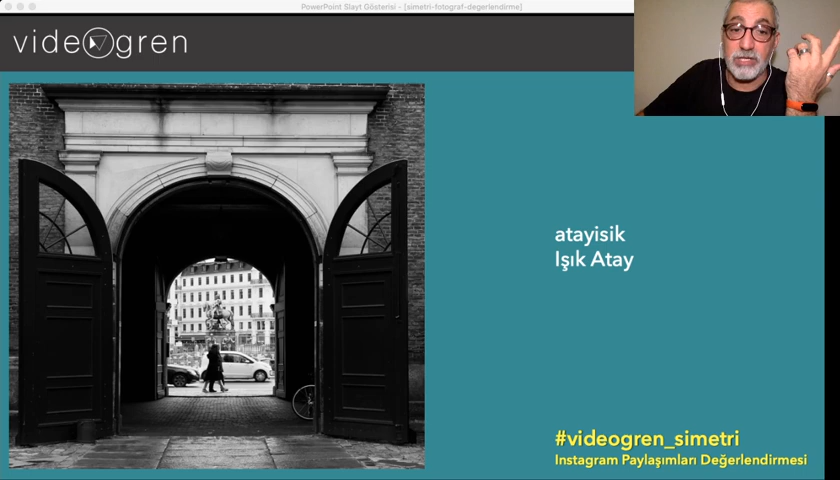 PowerPoint Slayt Gösterisi - [simetri-fotograf-degerlendirme]
videogren
atayisik
Işık Atay
#videogren_simetri
Instagram Paylaşımları Değerlendirmesi